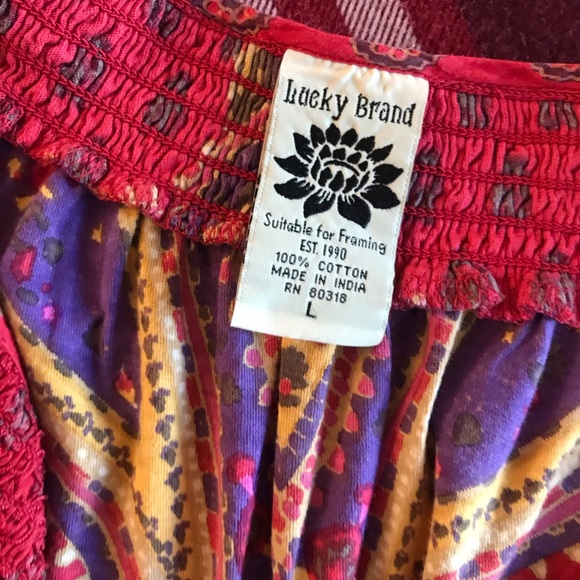 Lucky Brand
Suitable for Framing
EST. 1990
100% COTTON
MADE IN INDIA
RN 80318
L